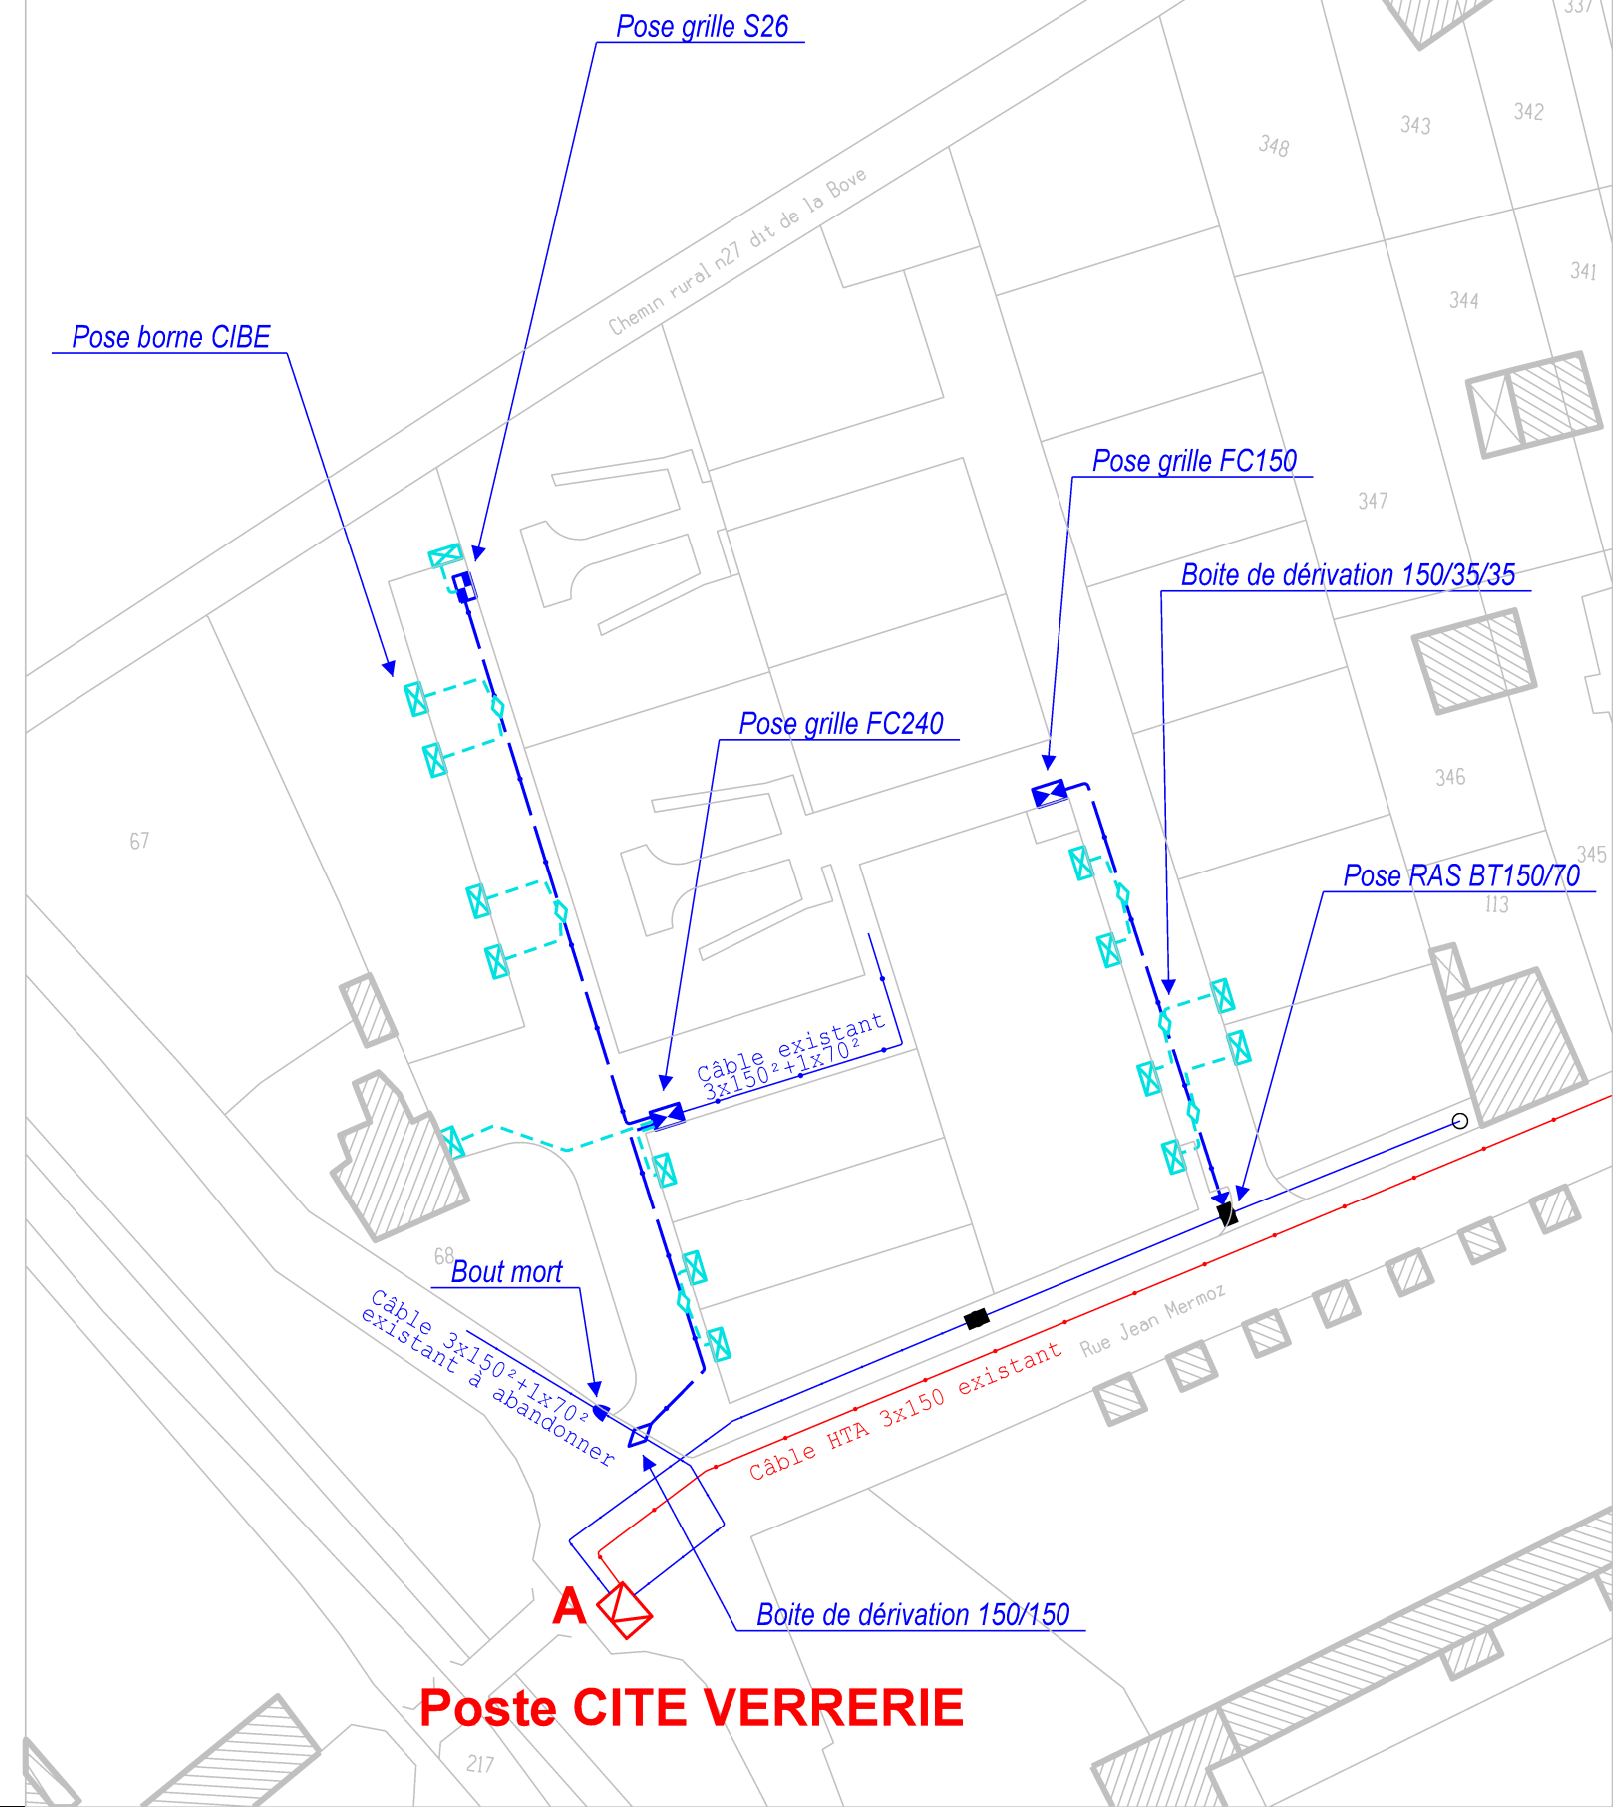 Pose grille S26
337
342
343
348
Chemin rural n27 dit de la Bove
341
344
Pose borne CIBE
Pose grille FC150
347
Boite de dérivation 150/35/35
Pose grille FC240
346
67
345
Pose RAS BT150/70
113
Câble existant
3x150²+1x70²
68
Bout mort
Câble 3x150²+1x70²
existant à abandonner
Rue Jean Mermoz
Câble HTA 3x150 existant
A
Boite de dérivation 150/150
Poste CITE VERRERIE
217